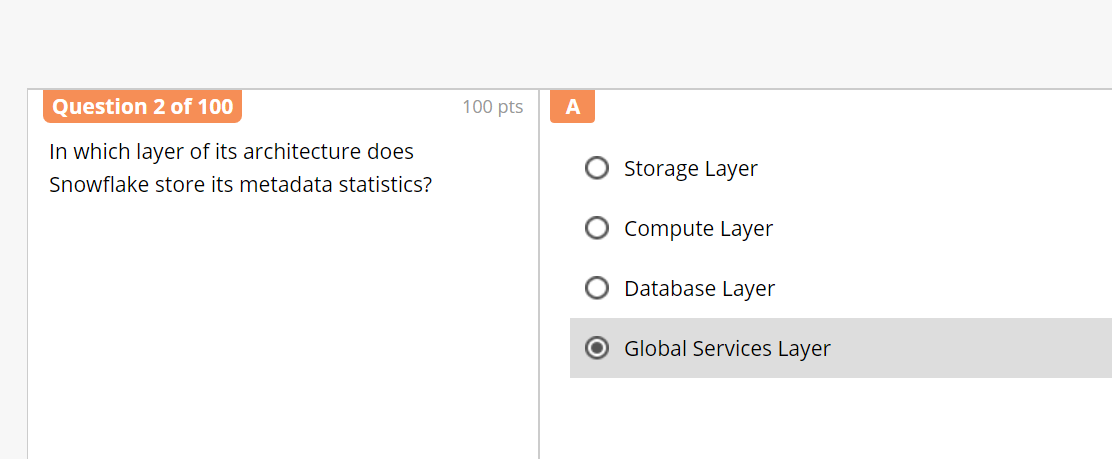 Question 2 of 100
100 pts
In which layer of its architecture does
Snowflake store its metadata statistics?
A
Storage Layer
Compute Layer
Database Layer
Global Services Layer